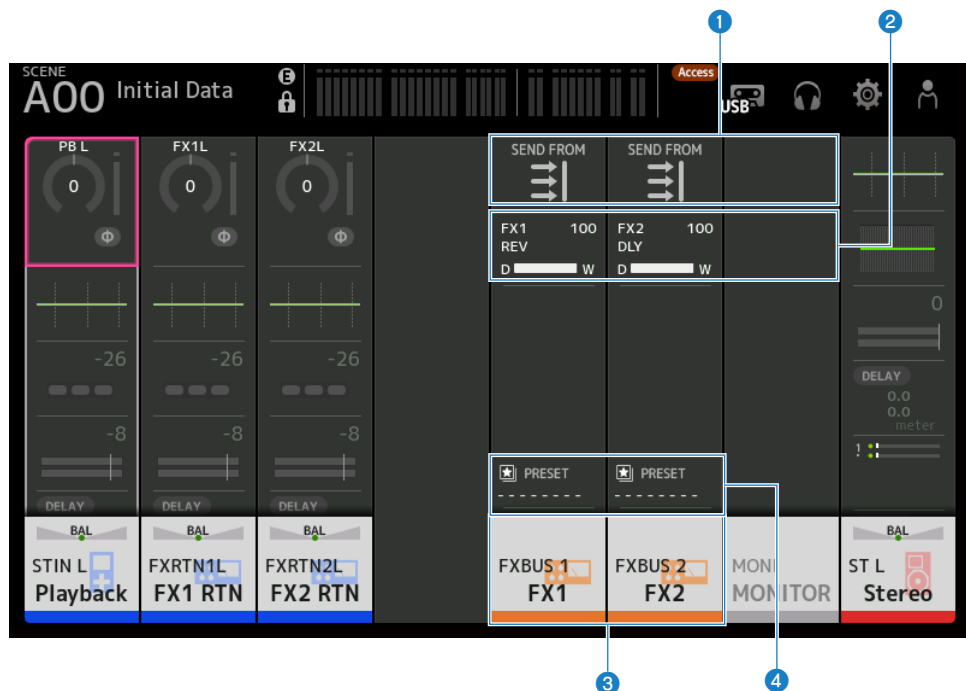 1
2
SCENE
A00 Initial Data
E
Access
USB
PB L
0
Φ
-26
-8
DELAY
BAL
STIN L
Playback
FX1L
0
Φ
-26
-8
DELAY
BAL
FXRTN1L
FX1 RTN
FX2L
0
Φ
-26
-8
DELAY
BAL
FXRTN2L
FX2 RTN
SEND FROM
FX1 100
REV
D W
PRESET
--------
FXBUS 1
FX1
SEND FROM
FX2 100
DLY
D W
PRESET
--------
FXBUS 2
FX2
MONI
MONITOR
0
DELAY
0.0
0.0
meter
!
BAL
ST L
Stereo
3
4